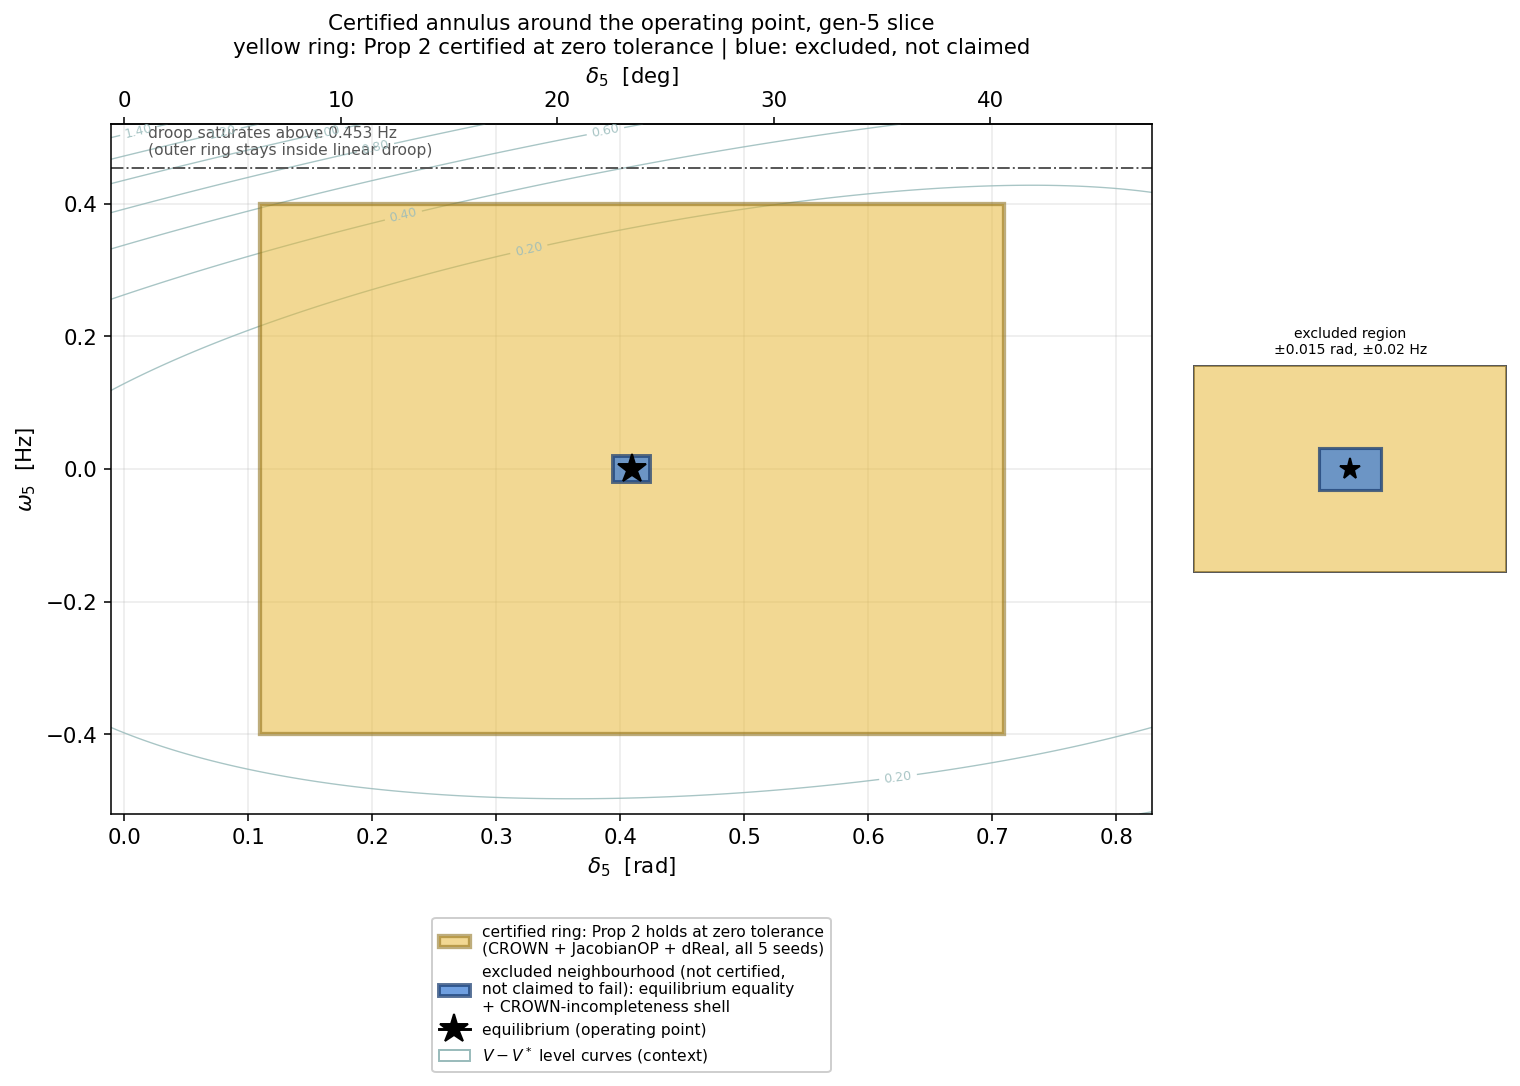 Certified annulus around the operating point, gen-5 slice
yellow ring: Prop 2 certified at zero tolerance | blue: excluded, not claimed
δ₅ [deg]
0 10 20 30 40
1.40
0.80
0.60
droop saturates above 0.453 Hz
(outer ring stays inside linear droop)
0.40
0.20
0.20
0.4
0.2
0.0
−0.2
−0.4
ω₅ [Hz]
0.0 0.1 0.2 0.3 0.4 0.5 0.6 0.7 0.8
δ₅ [rad]
excluded region
±0.015 rad, ±0.02 Hz
certified ring: Prop 2 holds at zero tolerance
(CROWN + JacobianOP + dReal, all 5 seeds)
excluded neighbourhood (not certified,
not claimed to fail): equilibrium equality
+ CROWN-incompleteness shell
equilibrium (operating point)
V − V* level curves (context)